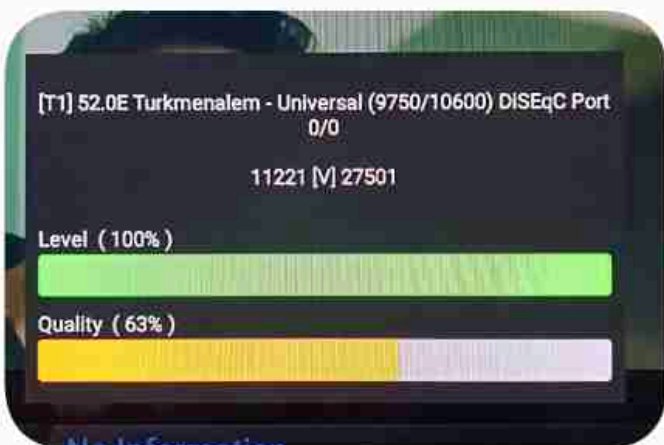 [T1] 52.0E Turkmenalem - Universal (9750/10600) DiSEqC Port
0/0
11221 [V] 27501
Level ( 100% )
Quality ( 63% )